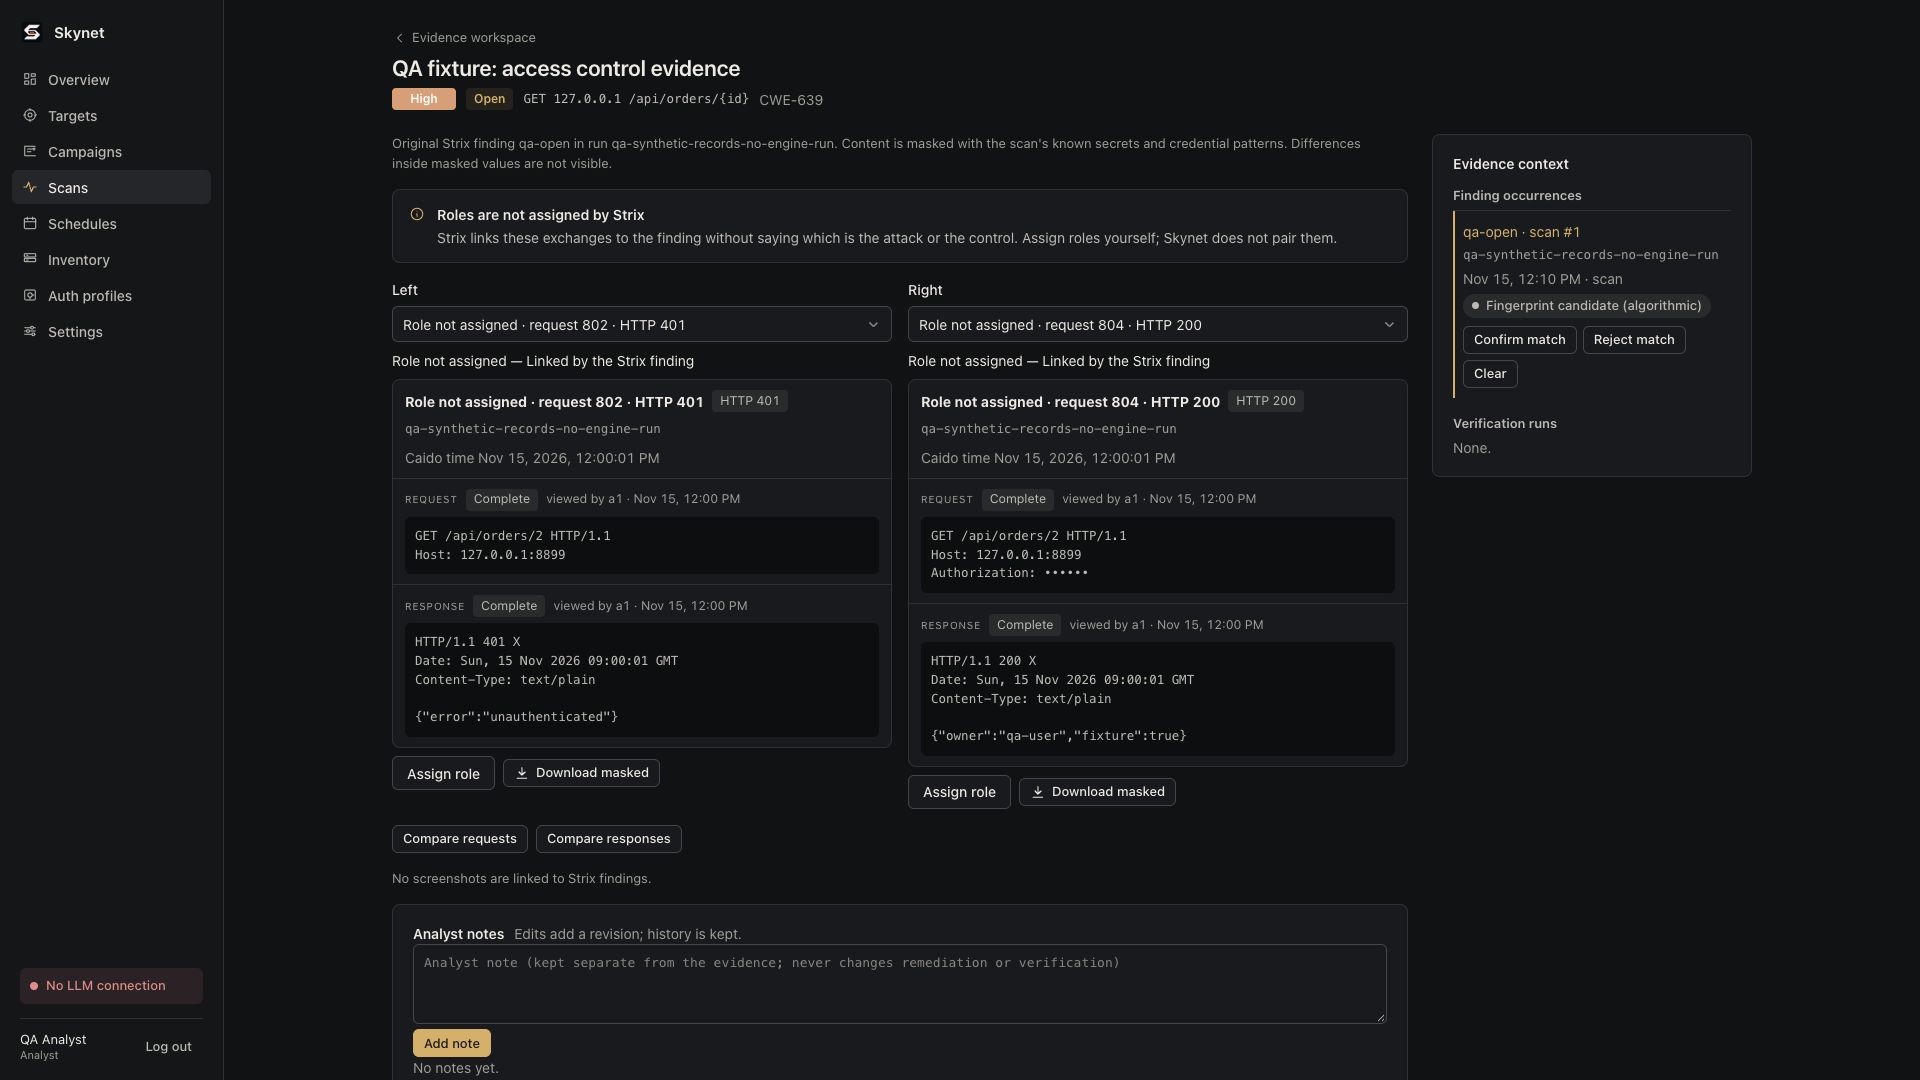 Skynet
Overview
Targets
Campaigns
Scans
Schedules
Inventory
Auth profiles
Settings
No LLM connection
QA Analyst
Analyst
Log out
Evidence workspace
QA fixture: access control evidence
High Open GET 127.0.0.1 /api/orders/{id} CWE-639
Original Strix finding qa-open in run qa-synthetic-records-no-engine-run. Content is masked with the scan's known secrets and credential patterns. Differences
inside masked values are not visible.
Roles are not assigned by Strix
Strix links these exchanges to the finding without saying which is the attack or the control. Assign roles yourself; Skynet does not pair them.
Left
Role not assigned · request 802 · HTTP 401
Role not assigned — Linked by the Strix finding
Role not assigned · request 802 · HTTP 401 HTTP 401
qa-synthetic-records-no-engine-run
Caido time Nov 15, 2026, 12:00:01 PM
REQUEST Complete viewed by a1 · Nov 15, 12:00 PM
GET /api/orders/2 HTTP/1.1
Host: 127.0.0.1:8899
RESPONSE Complete viewed by a1 · Nov 15, 12:00 PM
HTTP/1.1 401 X
Date: Sun, 15 Nov 2026 09:00:01 GMT
Content-Type: text/plain
{"error":"unauthenticated"}
Assign role Download masked
Right
Role not assigned · request 804 · HTTP 200
Role not assigned — Linked by the Strix finding
Role not assigned · request 804 · HTTP 200 HTTP 200
qa-synthetic-records-no-engine-run
Caido time Nov 15, 2026, 12:00:01 PM
REQUEST Complete viewed by a1 · Nov 15, 12:00 PM
GET /api/orders/2 HTTP/1.1
Host: 127.0.0.1:8899
Authorization: ••••••
RESPONSE Complete viewed by a1 · Nov 15, 12:00 PM
HTTP/1.1 200 X
Date: Sun, 15 Nov 2026 09:00:01 GMT
Content-Type: text/plain
{"owner":"qa-user","fixture":true}
Assign role Download masked
Compare requests Compare responses
No screenshots are linked to Strix findings.
Analyst notes Edits add a revision; history is kept.
Analyst note (kept separate from the evidence; never changes remediation or verification)
Add note
No notes yet.
Evidence context
Finding occurrences
qa-open · scan #1
qa-synthetic-records-no-engine-run
Nov 15, 12:10 PM · scan
Fingerprint candidate (algorithmic)
Confirm match Reject match
Clear
Verification runs
None.